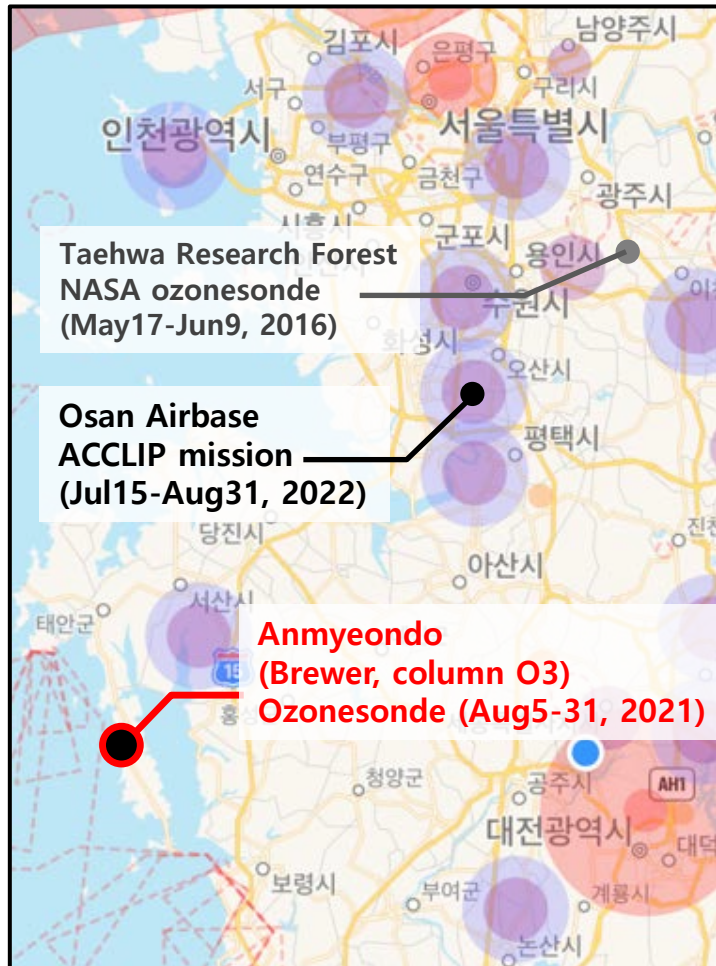 김포시
은평구
남양주시
서구
구리시
인천광역시
부평구
서울특별시
연수구
금천구
광주시
군포시
용인시
Taehwa Research Forest
NASA ozonesonde
(May17-Jun9, 2016)
수원시
화성시
오산시
Osan Airbase
ACCLIP mission
(Jul15-Aug31, 2022)
평택시
당진시
아산시
서산시
태안군
15
Anmyeondo
(Brewer, column O3)
Ozonesonde (Aug5-31, 2021)
청양군
공주시
AH1
대전광역시
보령시
부여군
계룡시
논산시